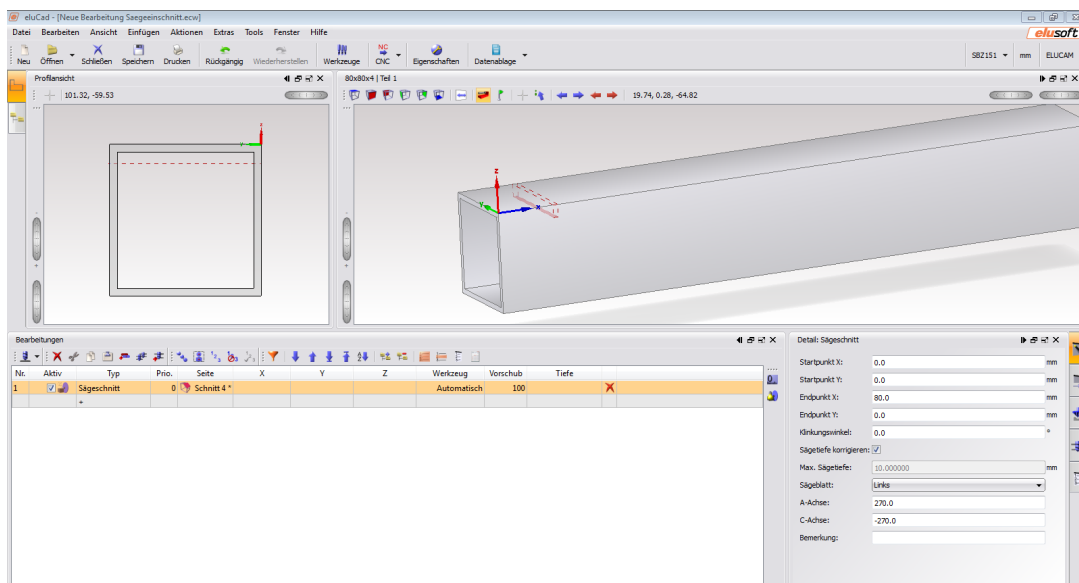 eluCad - [Neue Bearbeitung Saegeeinschnitt.ecw]
Datei Bearbeiten Ansicht Einfügen Aktionen Extras Tools Fenster Hilfe
elusoft
Neu Öffnen Schließen Speichern Drucken Rückgängig Wiederherstellen Werkzeuge CNC Eigenschaften Datenablage
SBZ151 mm ELUCAM
Profilansicht
101.32, -59.53
z
y
80x80x4 | Teil 1
19.74, 0.28, -64.82
z
y
x
Bearbeitungen
Nr. Aktiv Typ Prio. Seite X Y Z Werkzeug Vorschub Tiefe
1 Sägeschnitt 0 Schnitt 4 * Automatisch 100
*
Detail: Sägeschnitt
Startpunkt X: 0.0 mm
Startpunkt Y: 0.0 mm
Endpunkt X: 80.0 mm
Endpunkt Y: 0.0 mm
Klinkungswinkel: 0.0 °
Sägetiefe korrigieren:
Max. Sägetiefe: 10.000000 mm
Sägeblatt: Links
A-Achse: 270.0
C-Achse: -270.0
Bemerkung: